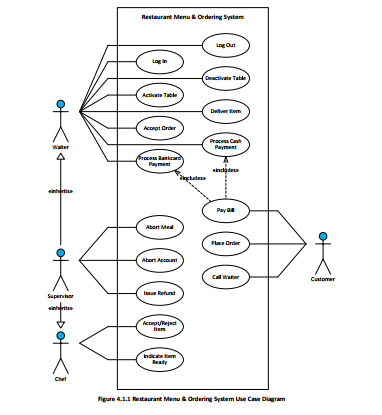 Restaurant Menu & Ordering System
Log Out
Log In
Deactivate Table
Activate Table
Deliver Item
Accept Order
Process Cash
Payment
Process Bankcard
Payment
Waiter
«includes»
«includes»
«inherits»
Pay Bill
Abort Meal
Place Order
Abort Account
Call Waiter
Customer
Issue Refund
Supervisor
«inherits»
Accept/Reject
Item
Indicate Item
Ready
Chef
Figure 4.1.1 Restaurant Menu & Ordering System Use Case Diagram